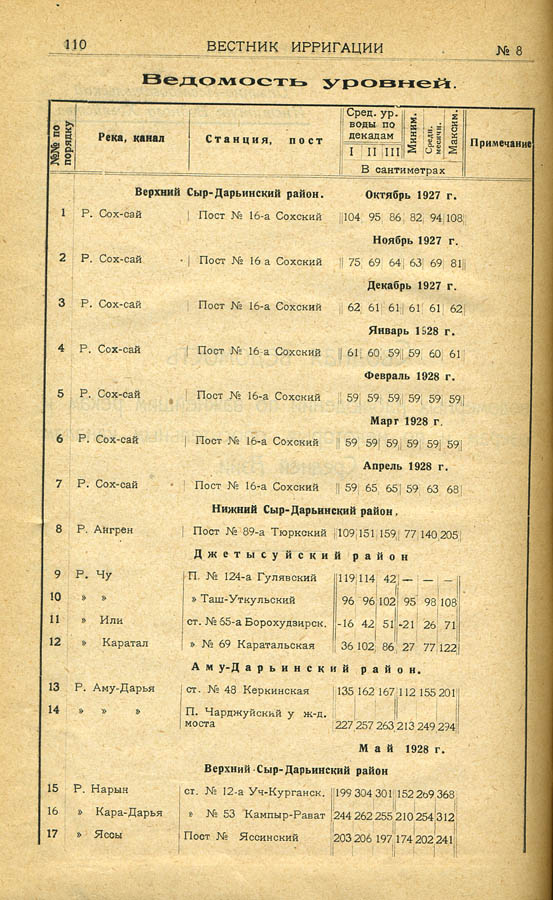 110 ВЕСТНИК ИРРИГАЦИИ № 8
Ведомость уровней.
№№ по порядку | Река, канал | Станция, пост | Сред. ур. воды по декадам | Миним. | Средн. месячн. | Максим. | Примечание
I II III
В сантиметрах
Верхний Сыр-Дарьинский район. Октябрь 1927 г.
1 Р. Сох-сай | Пост № 16-а Сохский 104 95 86 82 94 108
Ноябрь 1927 г.
2 Р. Сох-сай | Пост № 16 а Сохский 75 69 64 63 69 81
Декабрь 1927 г.
3 Р. Сох-сай | Пост № 16-а Сохский 62 61 61 61 61 62
Январь 1528 г.
4 Р. Сох-сай | Пост № 16-а Сохский 61 60 59 59 60 61
Февраль 1928 г.
5 Р. Сох-сай | Пост № 16-а Сохский 59 59 59 59 59 59
Март 1928 г.
6 Р. Сох-сай | Пост № 16-а Сохский 59 59 59 59 59 59
Апрель 1928 г.
7 Р. Сох-сай | Пост № 16-а Сохский 59 65 65 59 63 68
Нижний Сыр-Дарьинский район.
8 Р. Ангрен Пост № 89-а Тюркский 109 151 159 77 140 205
Джетысуйский район
9 Р. Чу П. № 124-а Гулявский 119 114 42 — — —
10 » » » Таш-Уткульский 96 96 102 95 98 108
11 » Или ст. № 55-а Борохудзирск. -16 42 51 -21 26 71
12 » Каратал » № 69 Каратальская 36 102 86 27 77 122
Аму-Дарьинский район.
13 Р. Аму-Дарья ст. № 48 Керкинская 135 162 167 112 155 201
14 » » » П. Чарджуйский у ж-д.
моста 227 257 263 213 249 294
Май 1928 г.
Верхний Сыр-Дарьинский район
15 Р. Нарын ст. № 12-а Уч-Курганск. 199 304 301 152 269 368
16 » Кара-Дарья » № 53 Кампыр-Рават 244 262 255 210 254 312
17 » Яссы Пост № Яссинский 203 206 197 174 202 241